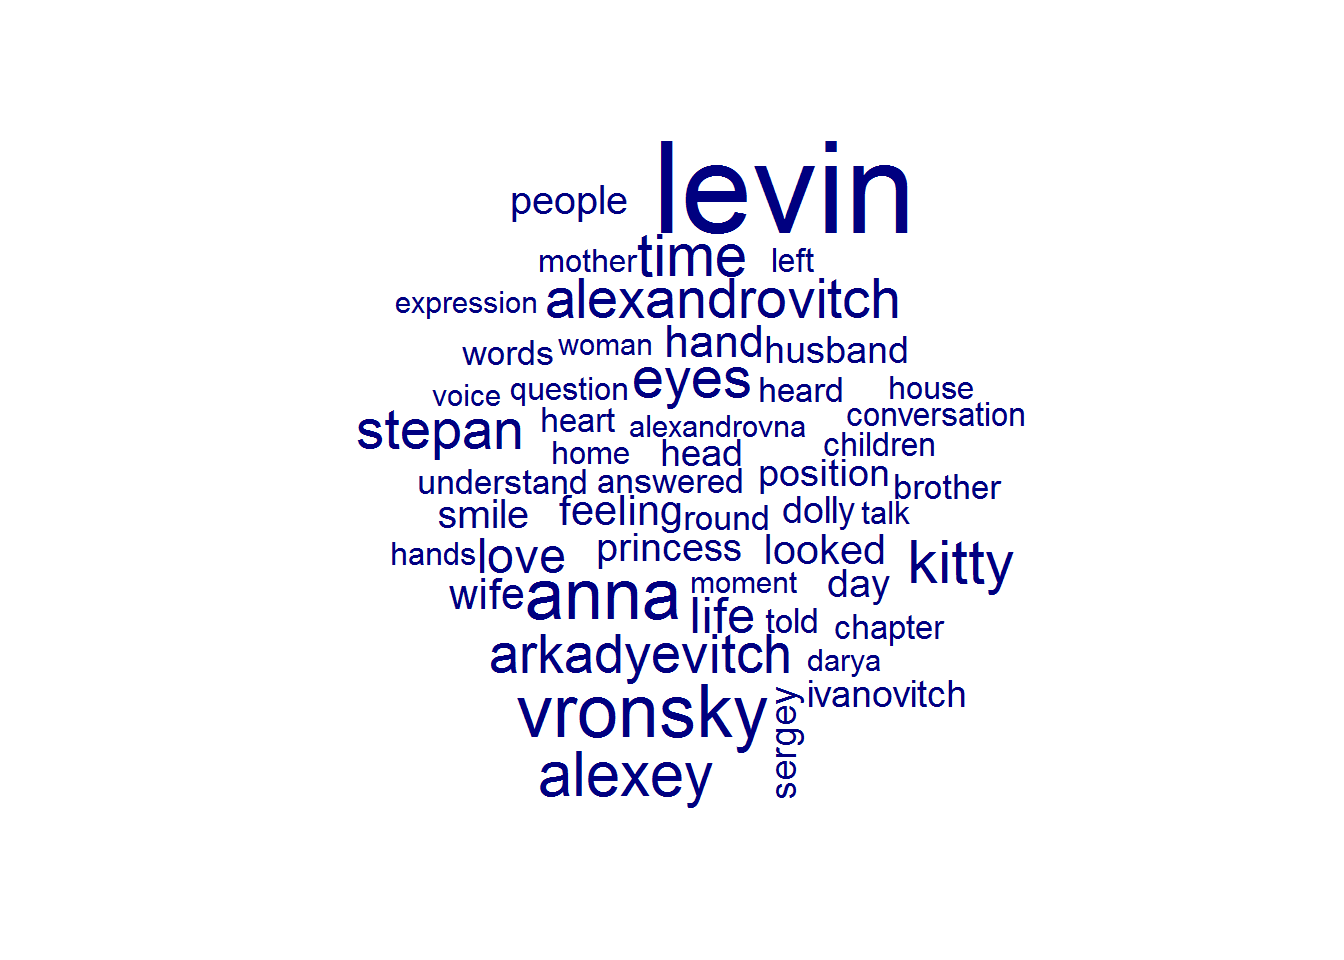 levin
people
mother time left
expression alexandrovitch
words woman hand husband
voice question eyes heard house
conversation
stepan heart alexandrovna children
home head
understand answered position brother
smile feeling round dolly talk
hands love princess looked kitty
wife anna moment day
life told chapter
arkadyevitch darya
vronsky sergey ivanovitch
alexey